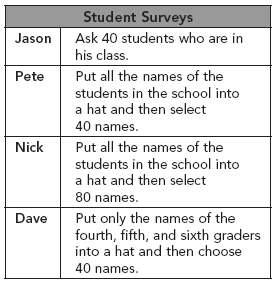 Student Surveys
Jason Ask 40 students who are in
his class.
Pete Put all the names of the
students in the school into
a hat and then select
40 names.
Nick Put all the names of the
students in the school into
a hat and then select
80 names.
Dave Put only the names of the
fourth, fifth, and sixth graders
into a hat and then choose
40 names.